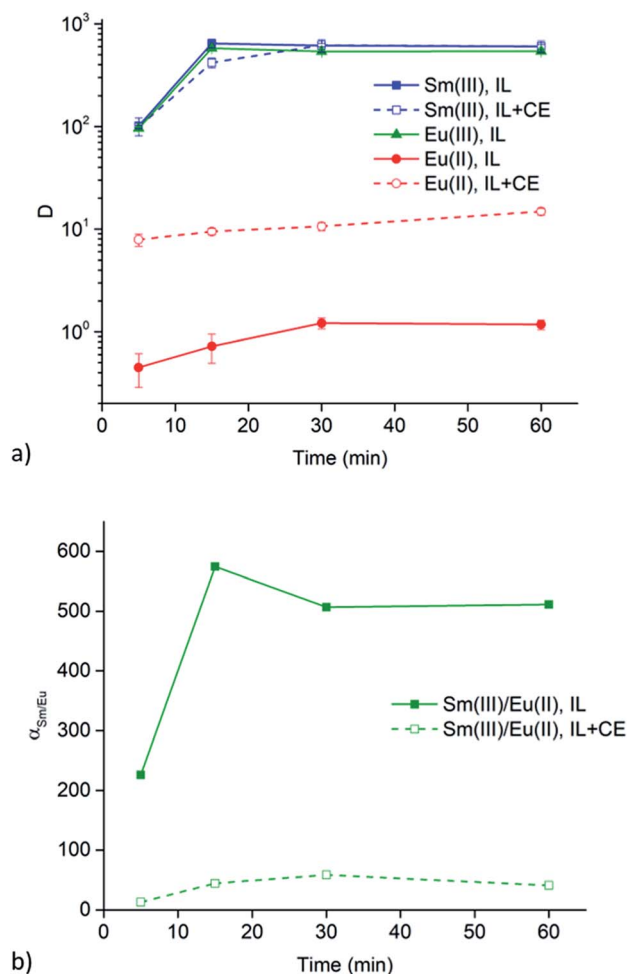 10³
10²
10¹
10⁰
D
Sm(III), IL
Sm(III), IL+CE
Eu(III), IL
Eu(II), IL
Eu(II), IL+CE
0 10 20 30 40 50 60
Time (min)
a)
600
500
400
300
200
100
0
αSm/Eu
Sm(III)/Eu(II), IL
Sm(III)/Eu(II), IL+CE
0 10 20 30 40 50 60
Time (min)
b)